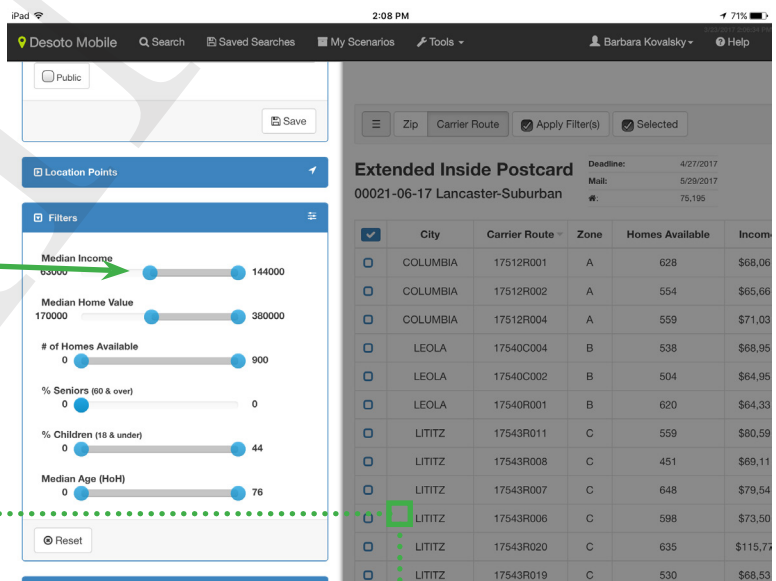 iPad 2:08 PM 71%
Desoto Mobile Search Saved Searches My Scenarios Tools Barbara Kovalsky Help
Public
Save
Zip Carrier Route Apply Filter(s) Selected
Location Points
Extended Inside Postcard
00021-06-17 Lancaster-Suburban
Deadline: 4/27/2017
Mail: 5/29/2017
: 75,195
Filters
Median Income
63000 144000
Median Home Value
170000 380000
# of Homes Available
0 900
% Seniors (60 & over)
0 0
% Children (18 & under)
0 44
Median Age (HoH)
0 76
Reset
City Carrier Route Zone Homes Available Incom
COLUMBIA 17512R001 A 628 $68,06
COLUMBIA 17512R002 A 554 $65,66
COLUMBIA 17512R004 A 559 $71,03
LEOLA 17540C004 B 538 $68,95
LEOLA 17540C002 B 504 $64,95
LEOLA 17540R001 B 620 $64,33
LITITZ 17543R011 C 559 $80,59
LITITZ 17543R008 C 451 $69,11
LITITZ 17543R007 C 648 $79,54
LITITZ 17543R006 C 598 $73,50
LITITZ 17543R020 C 635 $115,77
LITITZ 17543R019 C 530 $68,53